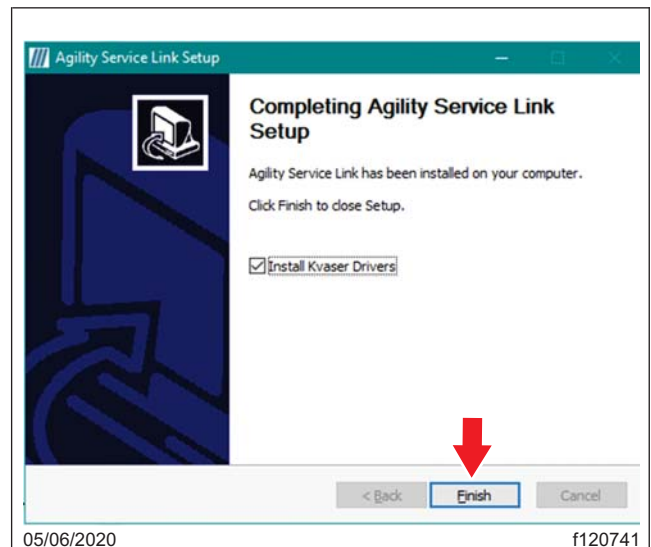 Agility Service Link Setup
Completing Agility Service Link
Setup
Agility Service Link has been installed on your computer.
Click Finish to close Setup.
Install Kvaser Drivers
< Back
Finish
Cancel
05/06/2020
f120741